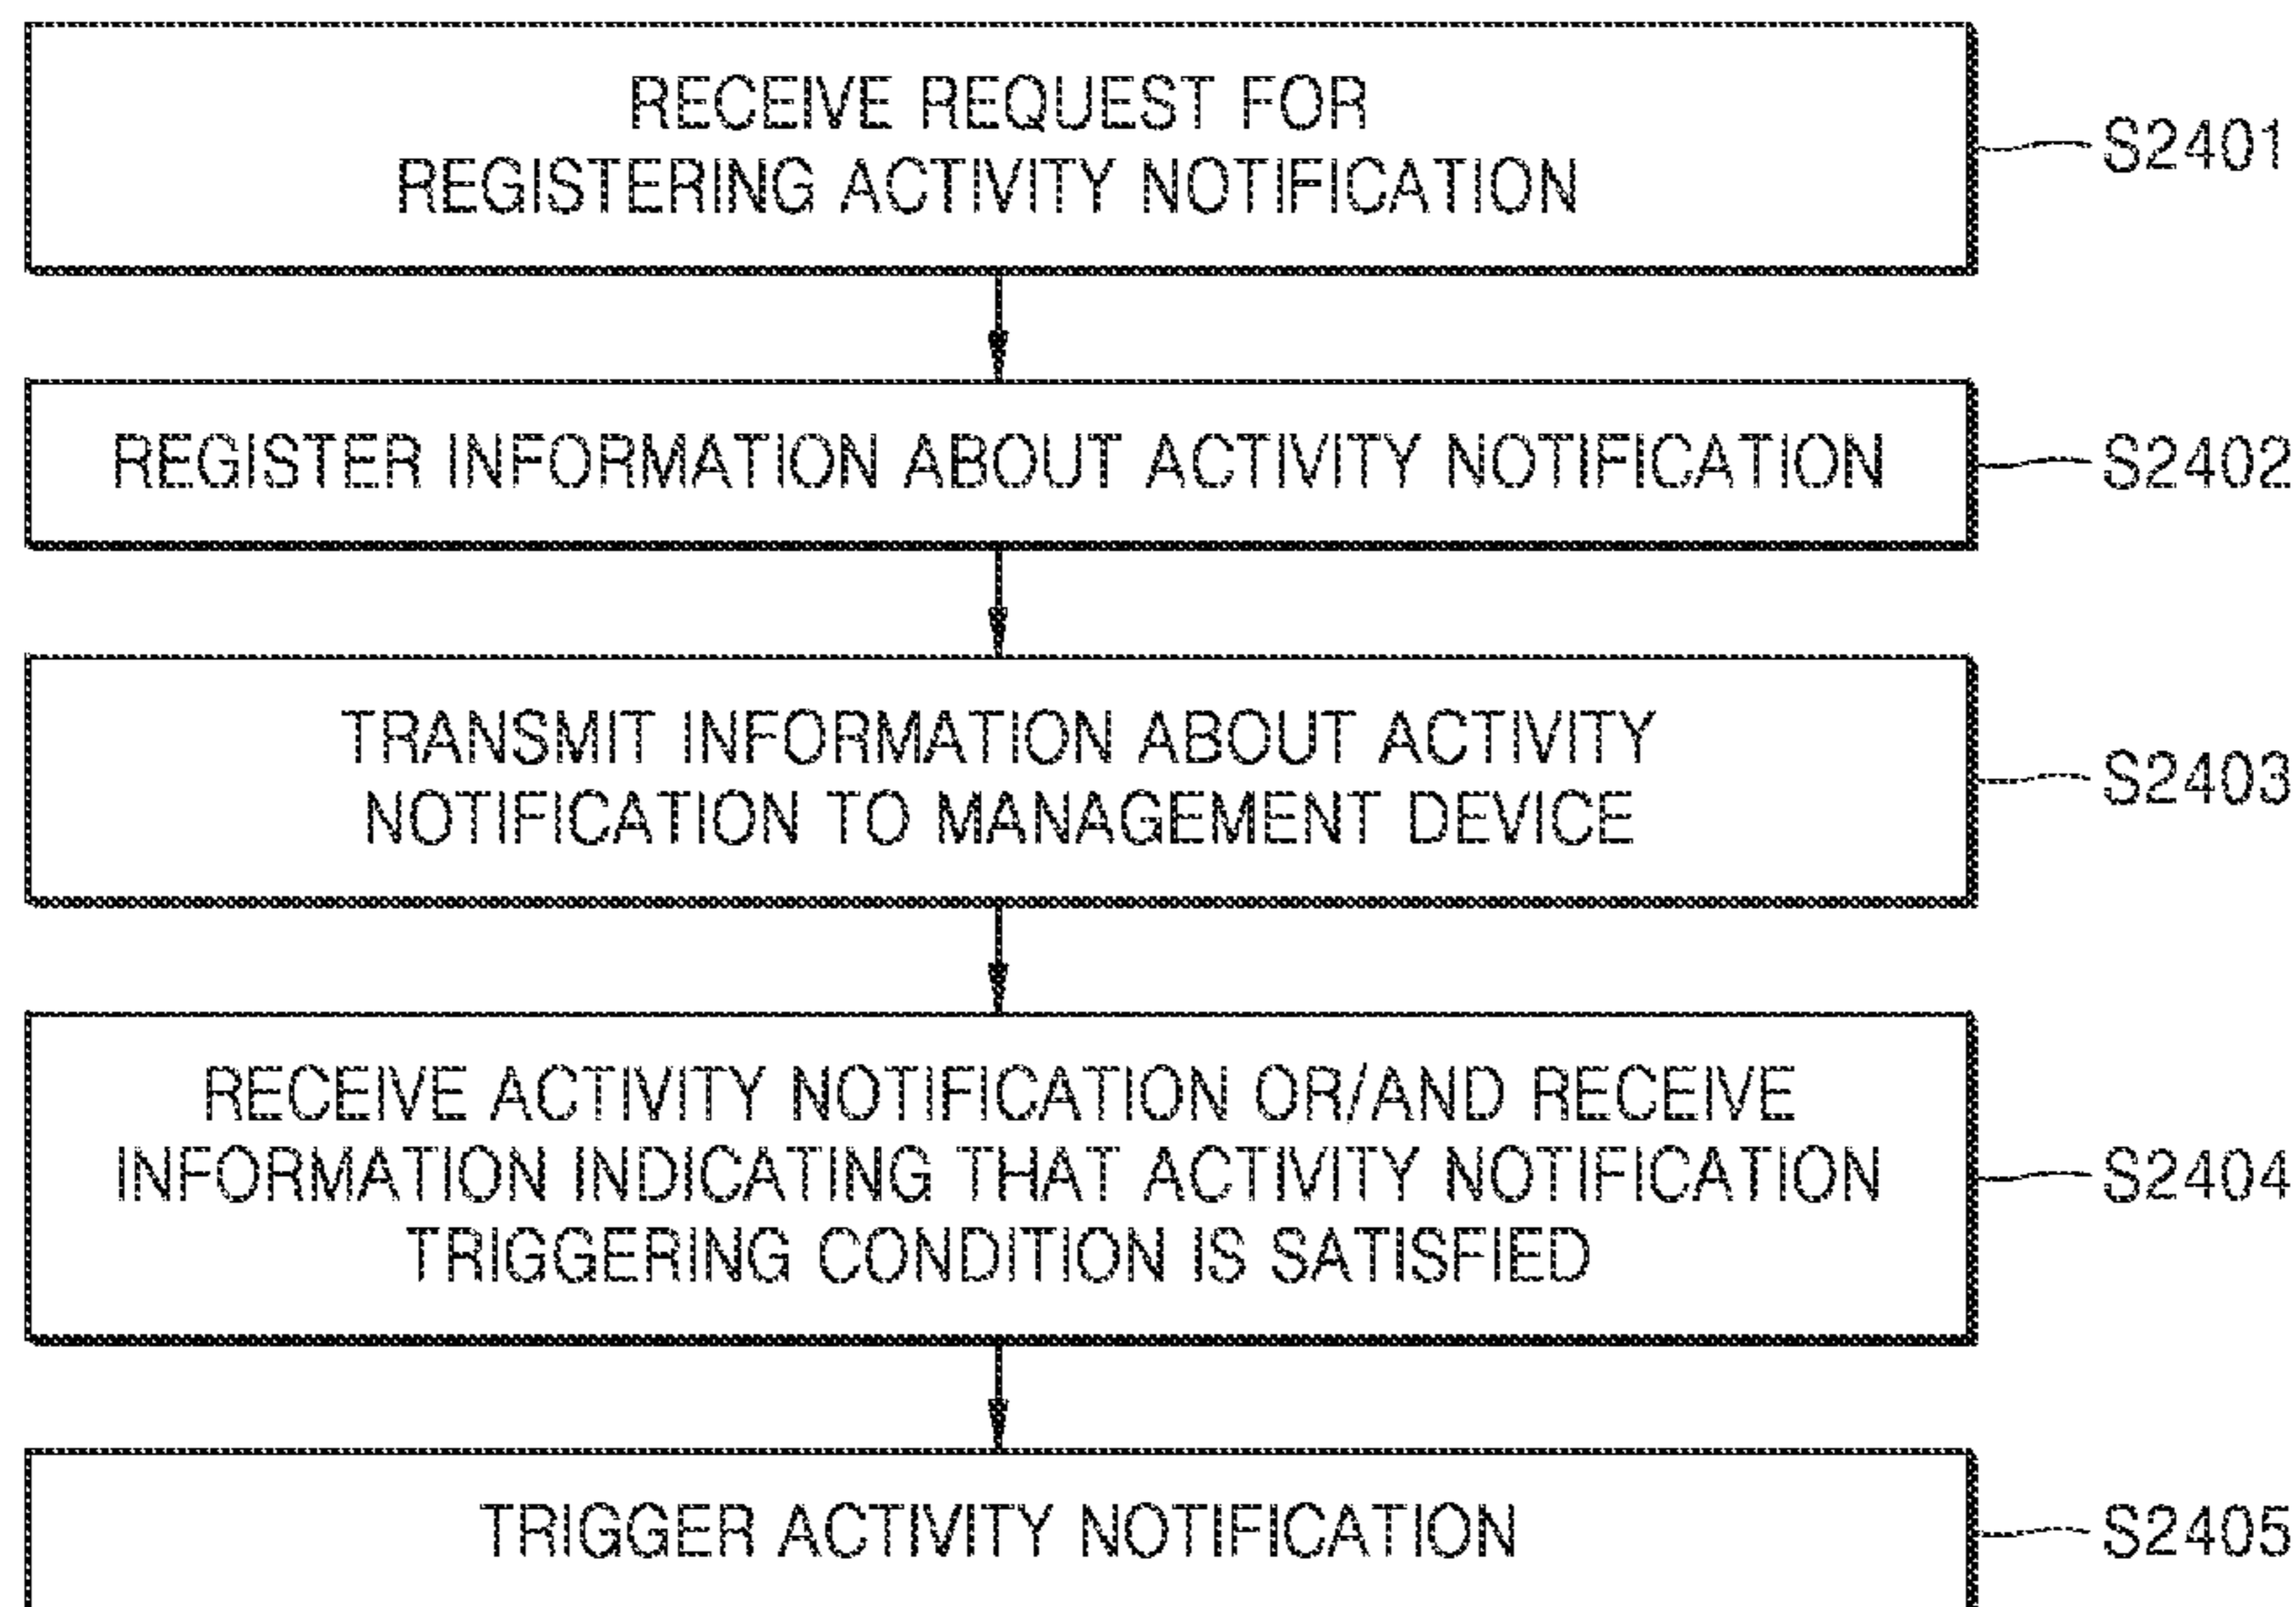 RECEIVE REQUEST FOR
REGISTERING ACTIVITY NOTIFICATION
S2401
REGISTER INFORMATION ABOUT ACTIVITY NOTIFICATION
S2402
TRANSMIT INFORMATION ABOUT ACTIVITY
NOTIFICATION TO MANAGEMENT DEVICE
S2403
RECEIVE ACTIVITY NOTIFICATION OR/AND RECEIVE
INFORMATION INDICATING THAT ACTIVITY NOTIFICATION
TRIGGERING CONDITION IS SATISFIED
S2404
TRIGGER ACTIVITY NOTIFICATION
S2405